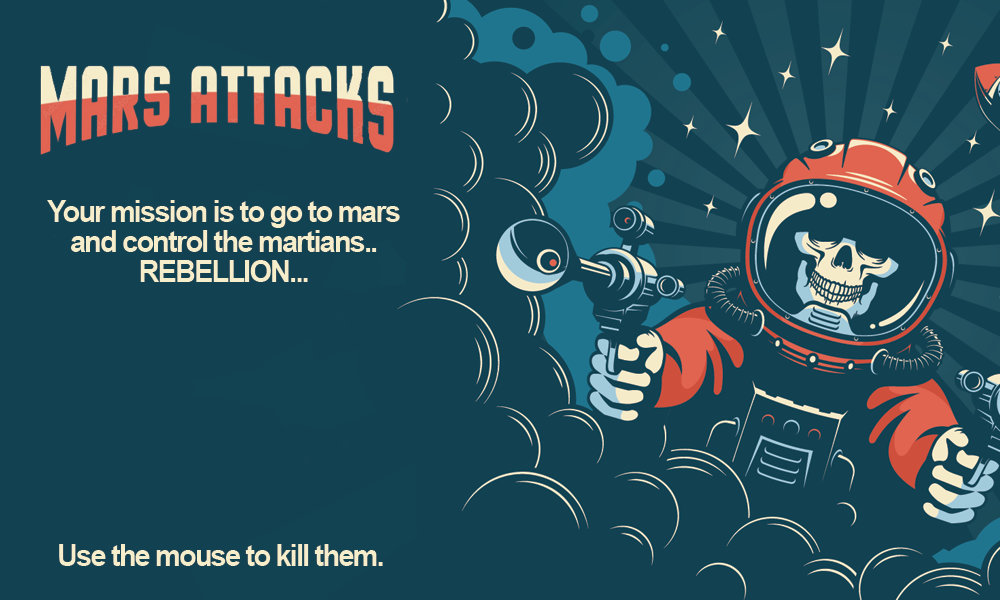 MARS ATTACKS
Your mission is to go to mars
and control the martians..
REBELLION...
Use the mouse to kill them.